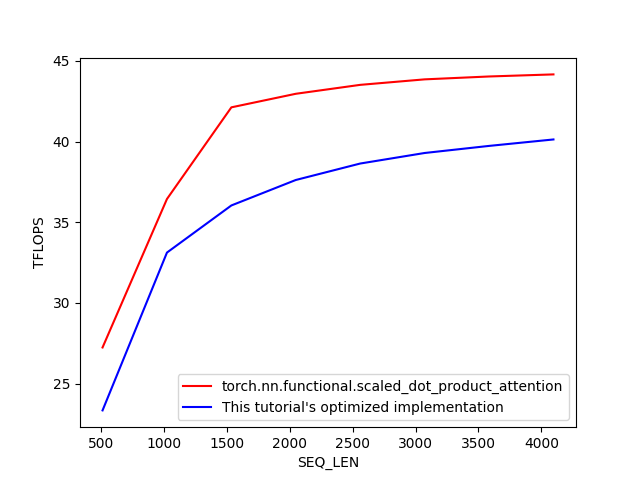 45
40
35
30
25
TFLOPS
500 1000 1500 2000 2500 3000 3500 4000
SEQ_LEN
torch.nn.functional.scaled_dot_product_attention
This tutorial's optimized implementation